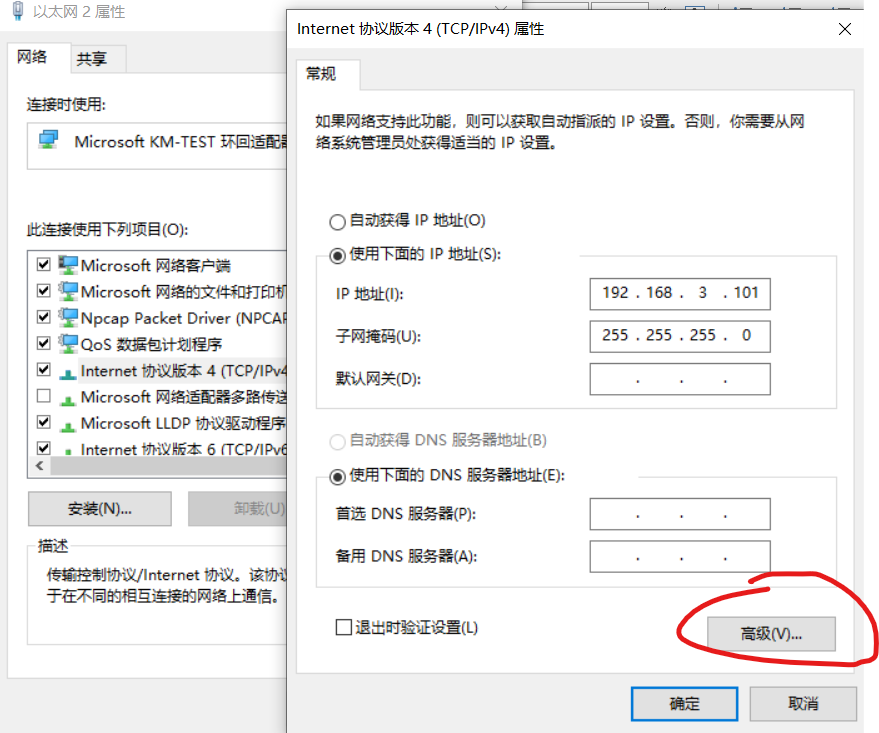 以太网 2 属性
网络
共享
连接时使用:
Microsoft KM-TEST 环回适配器
此连接使用下列项目(O):
Microsoft 网络客户端
Microsoft 网络的文件和打印机
Npcap Packet Driver (NPCAP
QoS 数据包计划程序
Internet 协议版本 4 (TCP/IPv4
Microsoft 网络适配器多路传送
Microsoft LLDP 协议驱动程序
Internet 协议版本 6 (TCP/IPv6
安装(N)...
卸载(U)
描述
传输控制协议/Internet 协议。该协议
于在不同的相互连接的网络上通信。
Internet 协议版本 4 (TCP/IPv4) 属性
常规
如果网络支持此功能，则可以获取自动指派的 IP 设置。否则，你需要从网
络系统管理员处获得适当的 IP 设置。
自动获得 IP 地址(O)
使用下面的 IP 地址(S):
IP 地址(I):
192 . 168 . 3 . 101
子网掩码(U):
255 . 255 . 255 . 0
默认网关(D):
自动获得 DNS 服务器地址(B)
使用下面的 DNS 服务器地址(E):
首选 DNS 服务器(P):
备用 DNS 服务器(A):
退出时验证设置(L)
高级(V)...
确定
取消